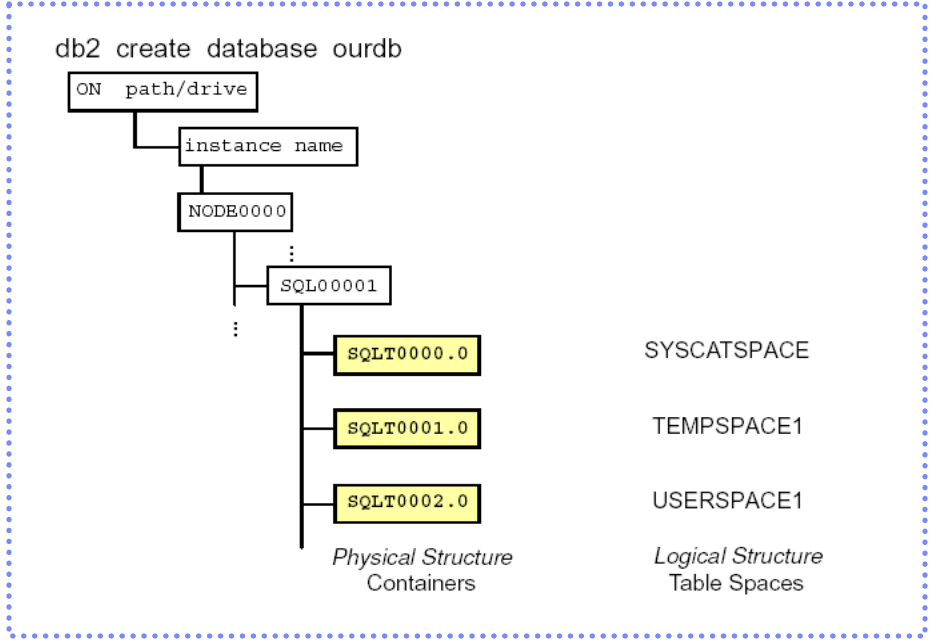 db2 create database ourdb
ON path/drive
instance name
NODE0000
SQL00001
SQLT0000.0 SYSCATSPACE
SQLT0001.0 TEMPSPACE1
SQLT0002.0 USERSPACE1
Physical Structure Logical Structure
Containers Table Spaces